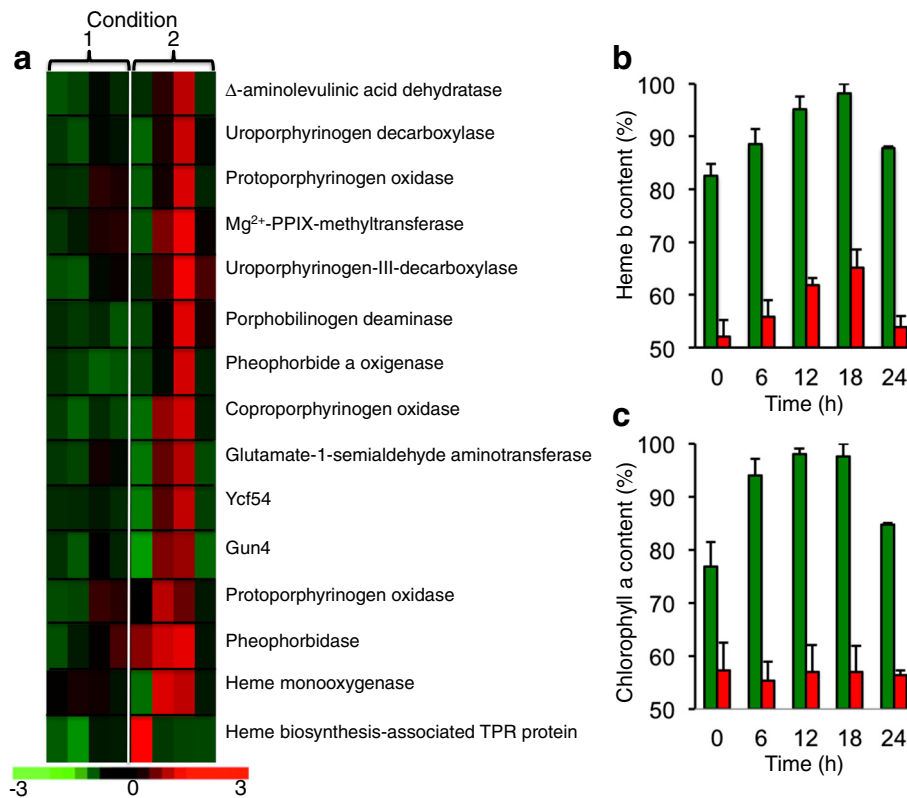 Condition
1 2
a
Δ-aminolevulinic acid dehydratase
Uroporphyrinogen decarboxylase
Protoporphyrinogen oxidase
Mg²⁺-PPIX-methyltransferase
Uroporphyrinogen-III-decarboxylase
Porphobilinogen deaminase
Pheophorbide a oxigenase
Coproporphyrinogen oxidase
Glutamate-1-semialdehyde aminotransferase
Ycf54
Gun4
Protoporphyrinogen oxidase
Pheophorbidase
Heme monooxygenase
Heme biosynthesis-associated TPR protein
-3 0 3
b
Heme b content (%)
100
90
80
70
60
50
0 6 12 18 24
Time (h)
c
Chlorophyll a content (%)
100
90
80
70
60
50
0 6 12 18 24
Time (h)